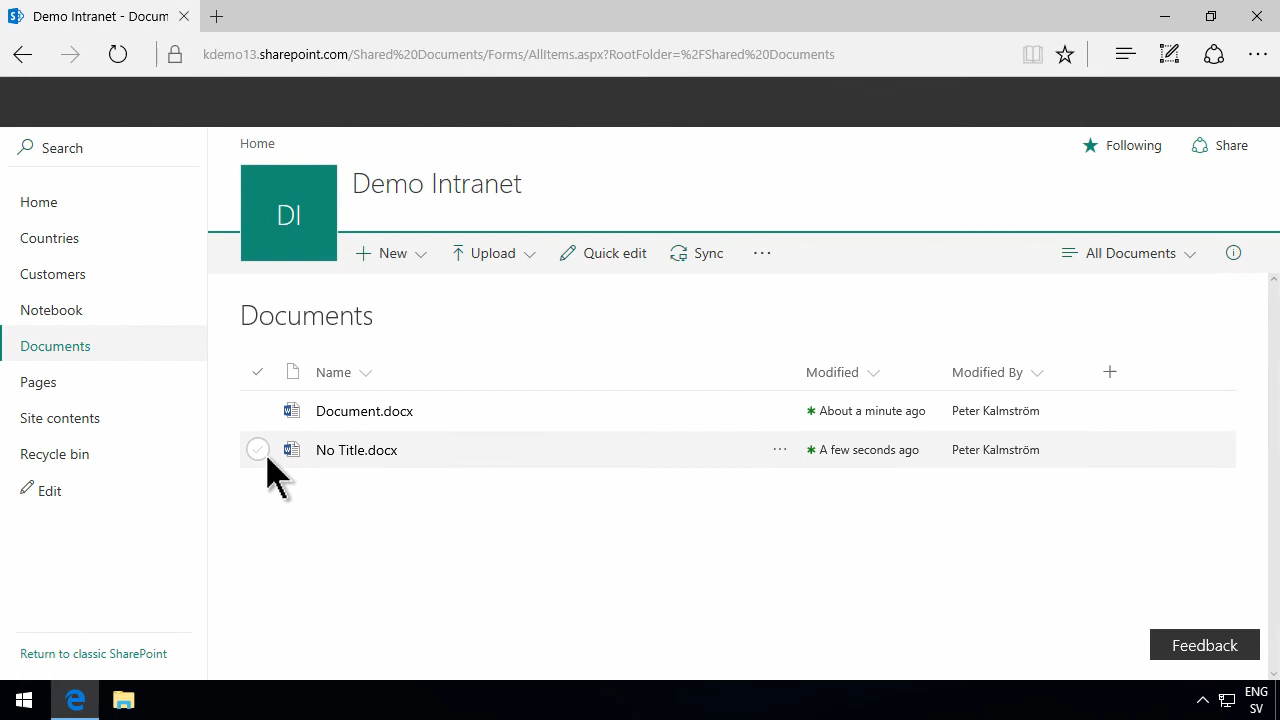 Demo Intranet - Docum
kdemo13.sharepoint.com/Shared%20Documents/Forms/AllItems.aspx?RootFolder=%2FShared%20Documents
Search
Home
Following
Share
DI
Demo Intranet
New
Upload
Quick edit
Sync
All Documents
Home
Countries
Customers
Notebook
Documents
Pages
Site contents
Recycle bin
Edit
Return to classic SharePoint
Documents
Name
Modified
Modified By
Document.docx
About a minute ago
Peter Kalmström
No Title.docx
A few seconds ago
Peter Kalmström
Feedback
ENG
SV